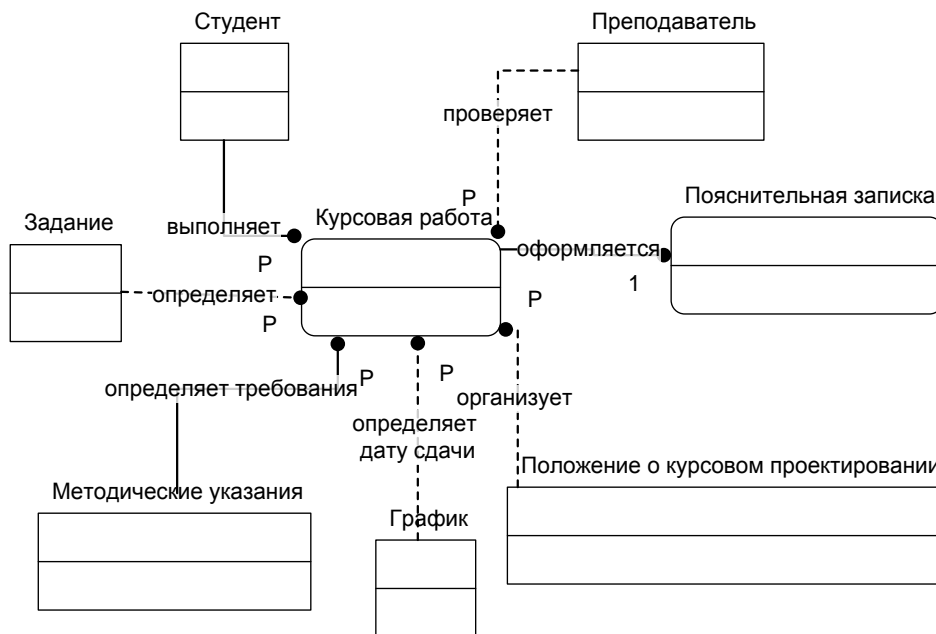 Студент
Преподаватель
проверяет
P
Задание
выполняет
Курсовая работа
Пояснительная записка
оформляется
P
определяет
1
P
P
определяет требования
P
P
организует
определяет
дату сдачи
Методические указания
График
Положение о курсовом проектировании